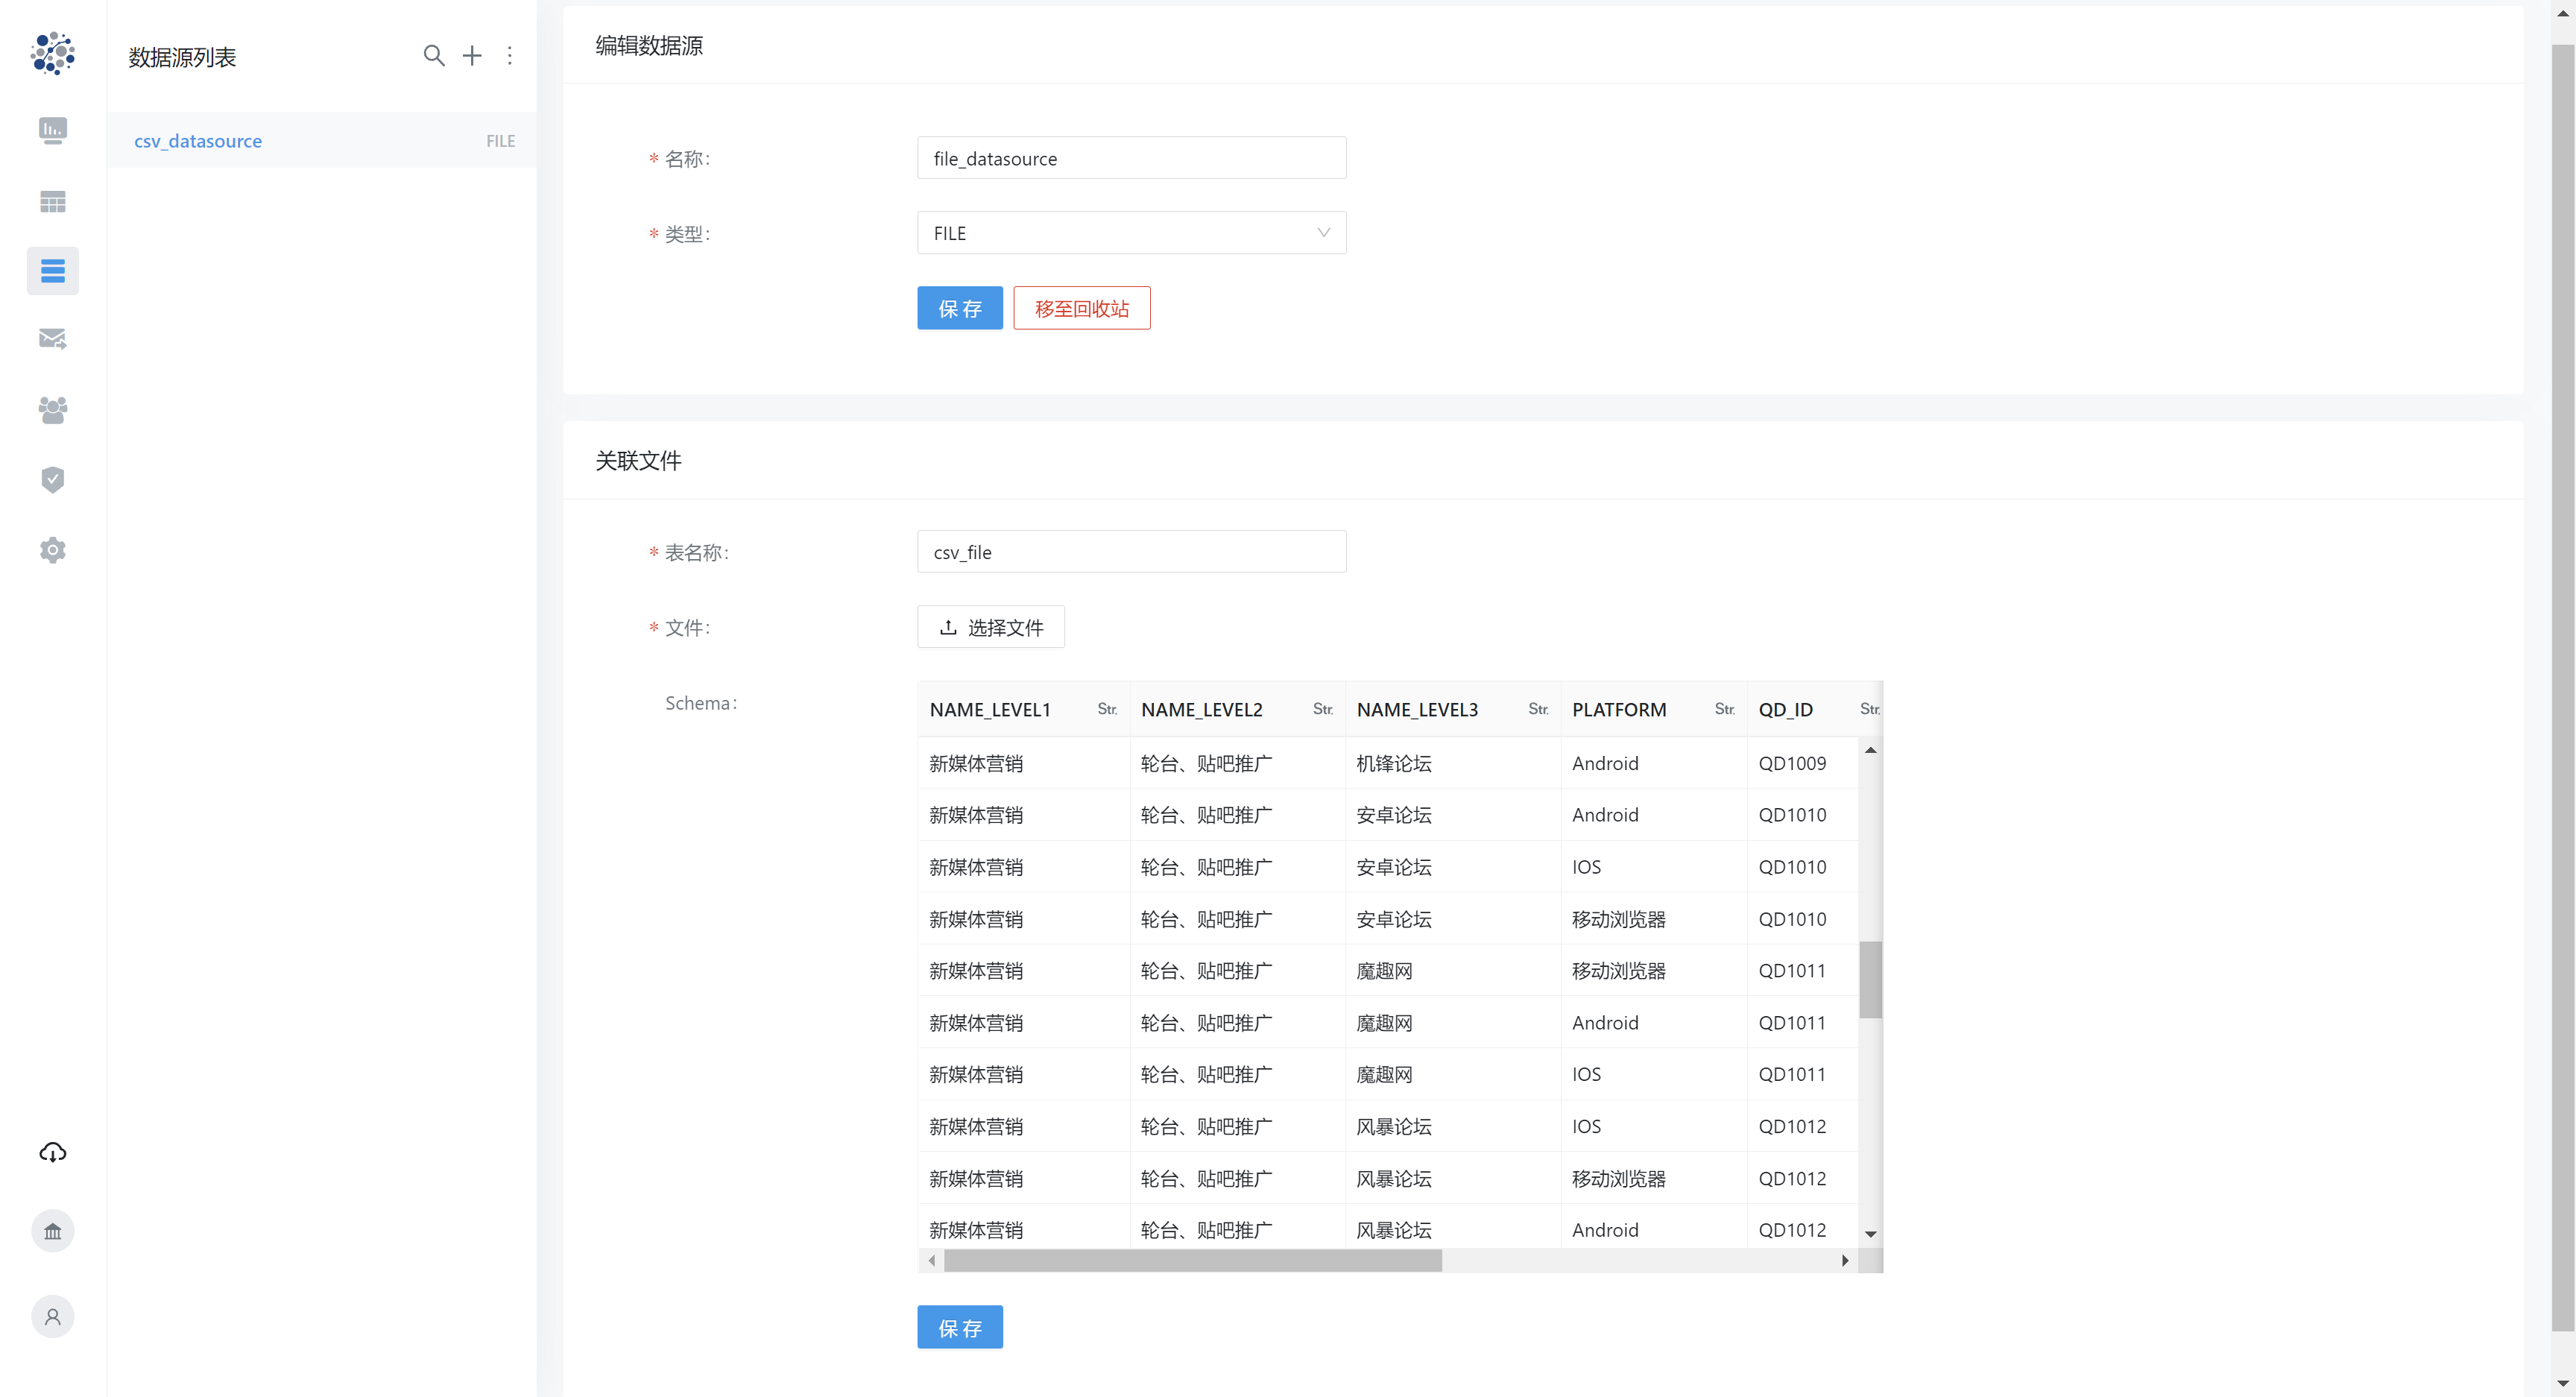 数据源列表
csv_datasource FILE
编辑数据源
* 名称:
file_datasource
* 类型:
FILE
保 存 移至回收站
关联文件
* 表名称:
csv_file
* 文件:
选择文件
Schema:
NAME_LEVEL1 Str. NAME_LEVEL2 Str. NAME_LEVEL3 Str. PLATFORM Str. QD_ID Str.
新媒体营销 轮台、贴吧推广 机锋论坛 Android QD1009
新媒体营销 轮台、贴吧推广 安卓论坛 Android QD1010
新媒体营销 轮台、贴吧推广 安卓论坛 IOS QD1010
新媒体营销 轮台、贴吧推广 安卓论坛 移动浏览器 QD1010
新媒体营销 轮台、贴吧推广 魔趣网 移动浏览器 QD1011
新媒体营销 轮台、贴吧推广 魔趣网 Android QD1011
新媒体营销 轮台、贴吧推广 魔趣网 IOS QD1011
新媒体营销 轮台、贴吧推广 风暴论坛 IOS QD1012
新媒体营销 轮台、贴吧推广 风暴论坛 移动浏览器 QD1012
新媒体营销 轮台、贴吧推广 风暴论坛 Android QD1012
保 存